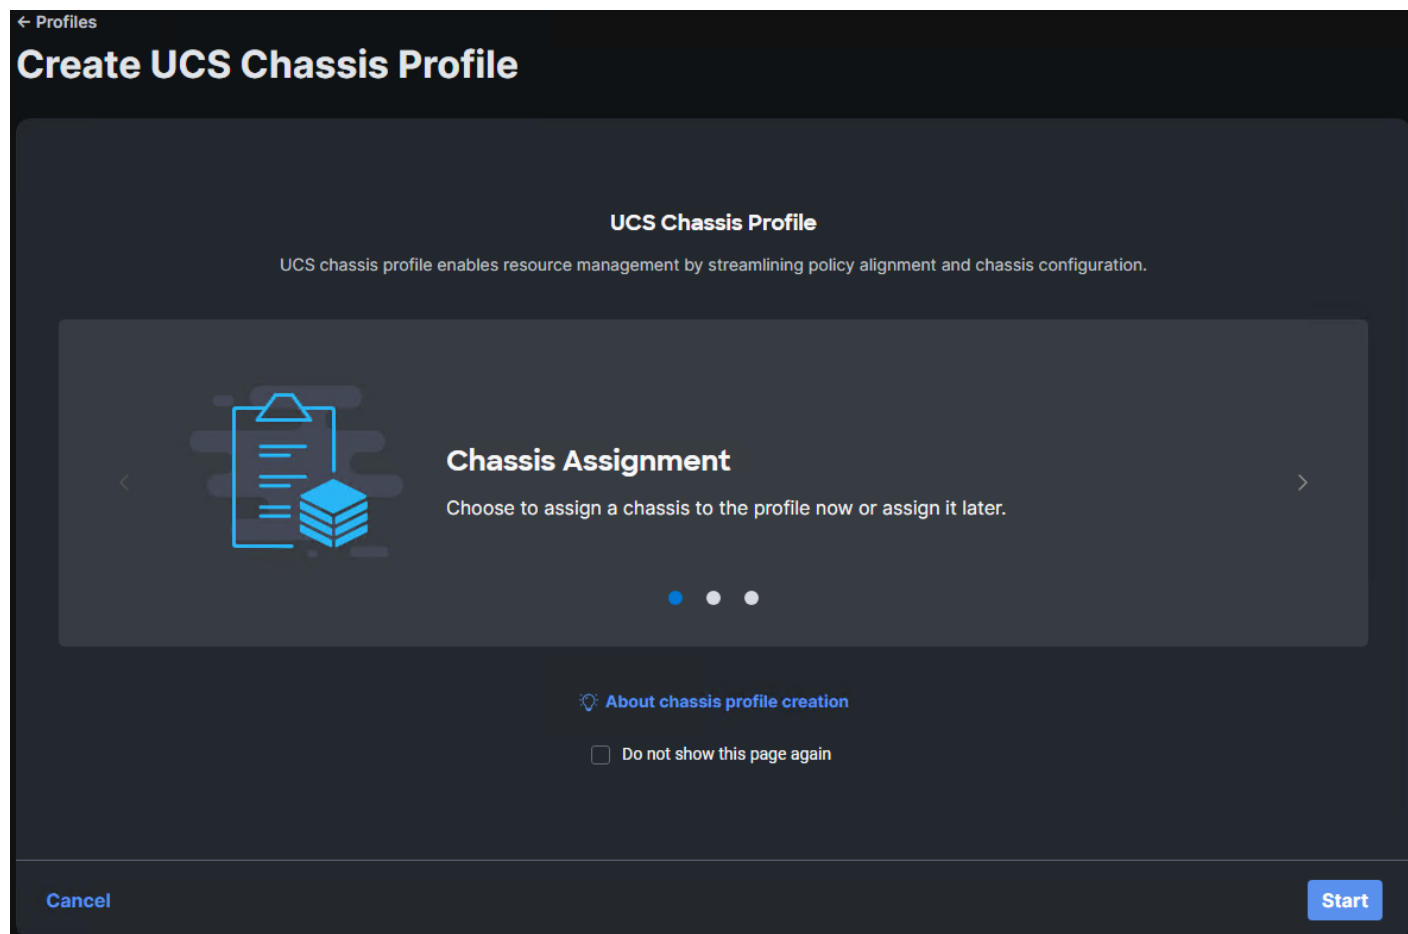 ← Profiles
Create UCS Chassis Profile
UCS Chassis Profile
UCS chassis profile enables resource management by streamlining policy alignment and chassis configuration.
Chassis Assignment
Choose to assign a chassis to the profile now or assign it later.
About chassis profile creation
Do not show this page again
Cancel
Start